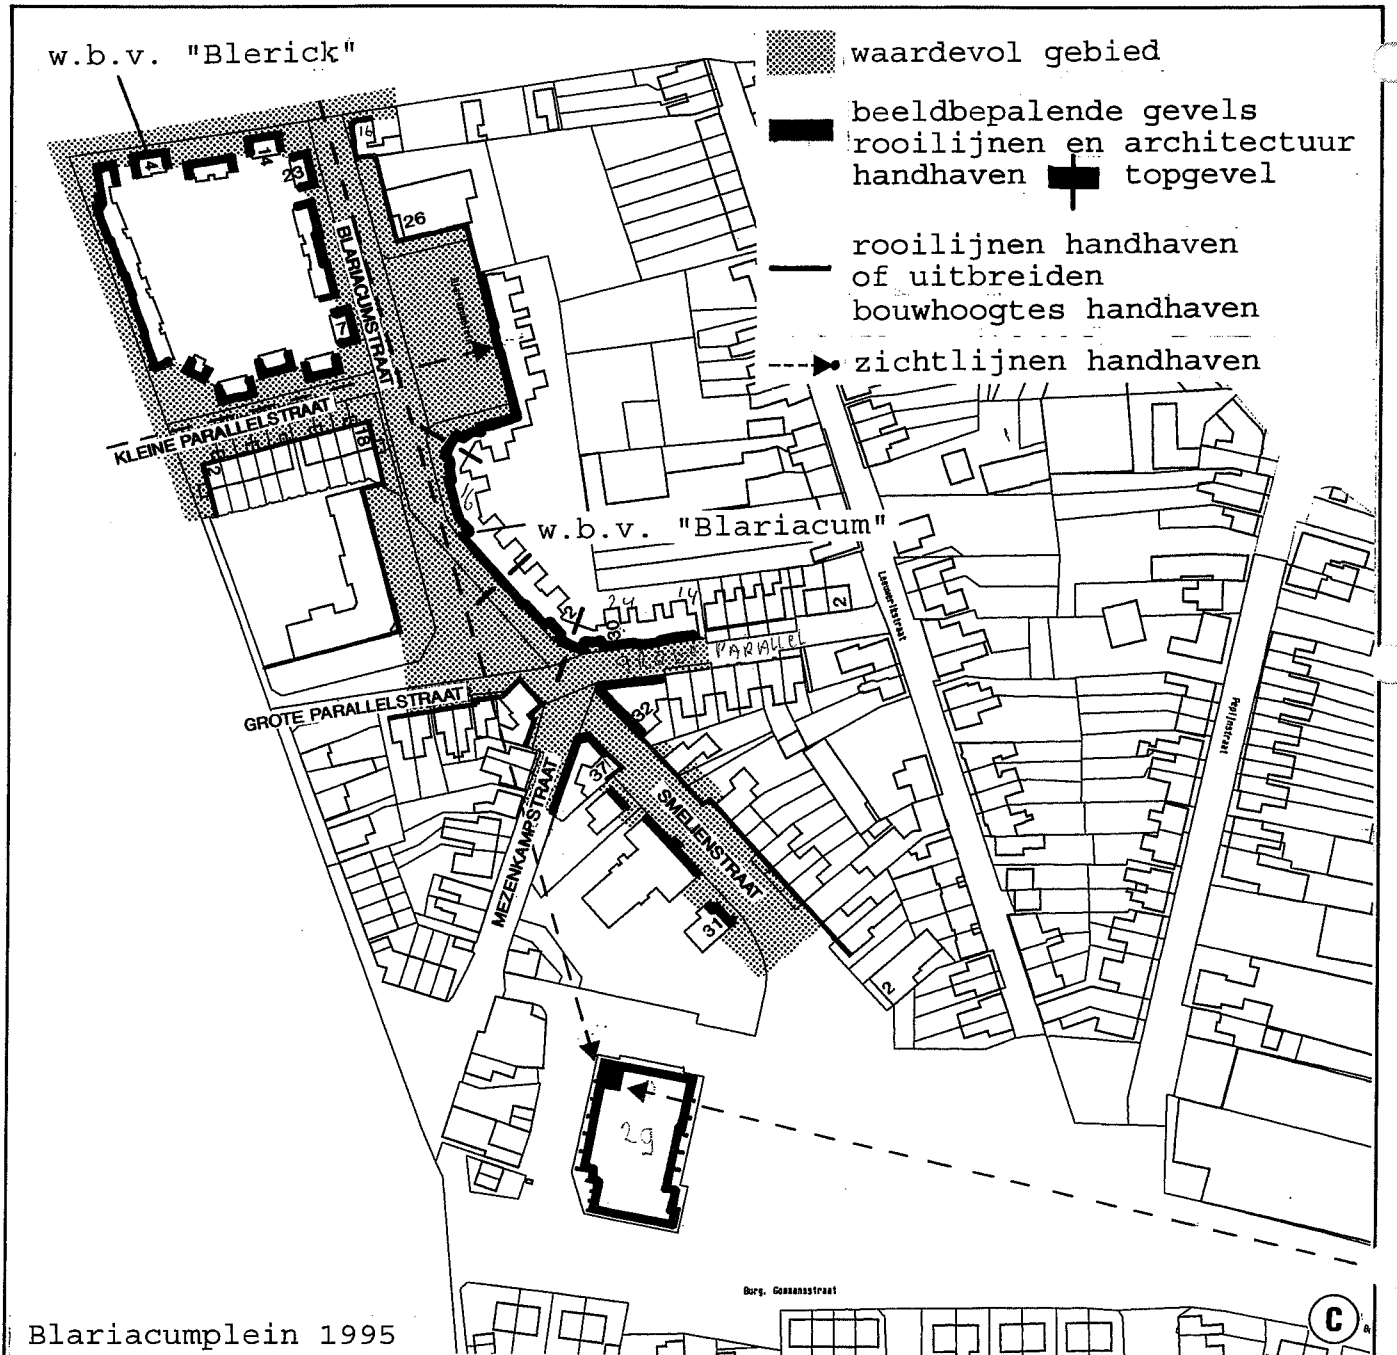 w.b.v. "Blerick"
waardevol gebied
beeldbepalende gevels
rooilijnen en architectuur
handhaven topgevel
rooilijnen handhaven
of uitbreiden
bouwhoogtes handhaven
zichtlijnen handhaven
16
4
14
23
26
BLARIACUMSTRAAT
7
KLEINE PARALLELSTRAAT
18
2
16
w.b.v. "Blariacum"
2
24
14
30
2
PARALLEL
Leeuwerikstraat
GROTE PARALLELSTRAAT
32
37
SMELIENSTRAAT
MEZENKAMPSTRAAT
Pepijnstraat
31
2
29
Burg. Gommansstraat
Blariacumplein 1995
C